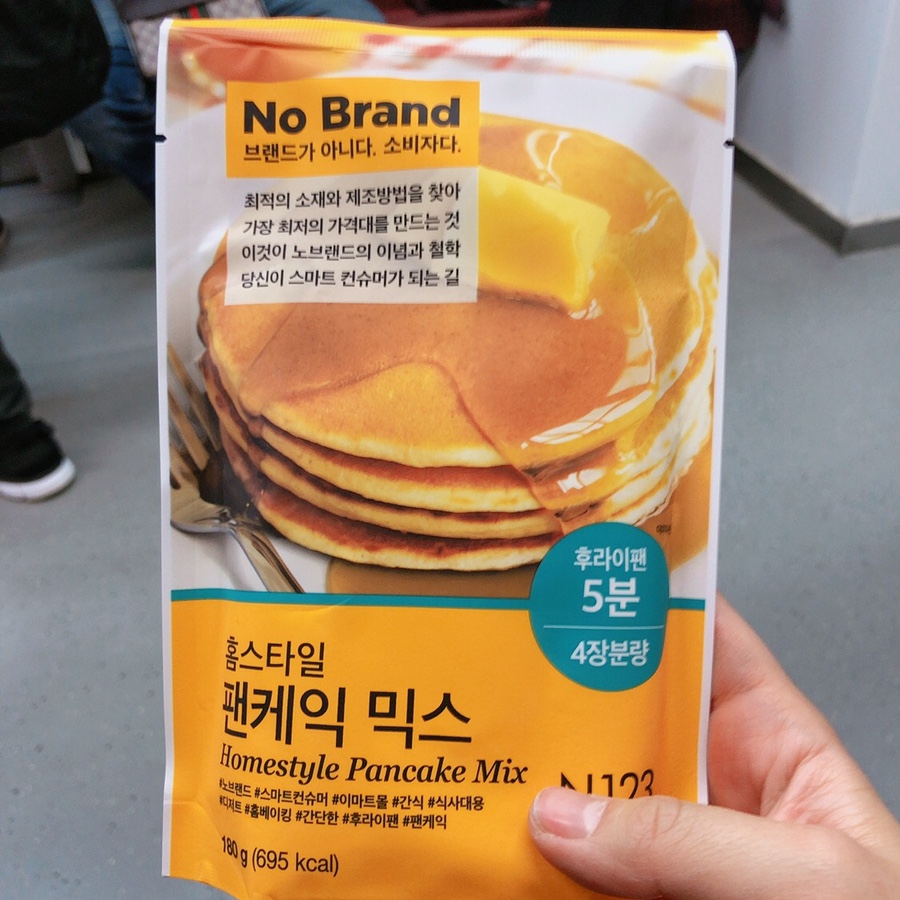 No Brand
브랜드가 아니다. 소비자다.
최적의 소재와 제조방법을 찾아
가장 최저의 가격대를 만드는 것
이것이 노브랜드의 이념과 철학
당신이 스마트 컨슈머가 되는 길
후라이팬
5분
4장분량
홈스타일
팬케익 믹스
Homestyle Pancake Mix
#노브랜드 #스마트컨슈머 #이마트몰 #간식 #식사대용
#디저트 #홈베이킹 #간단한 #후라이팬 #팬케익
N123
180 g (695 kcal)